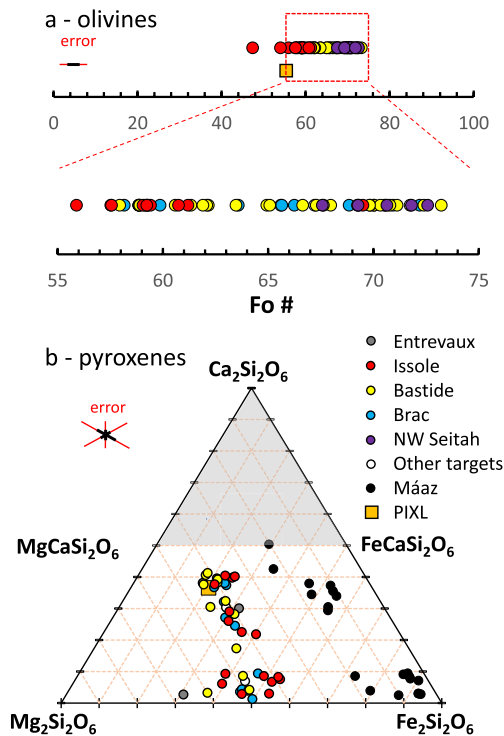 a - olivines
error
0 20 40 60 80 100
55 60 65 70 75
Fo #
b - pyroxenes
error
Ca₂Si₂O₆
MgCaSi₂O₆
FeCaSi₂O₆
Mg₂Si₂O₆
Fe₂Si₂O₆
Entrevaux
Issole
Bastide
Brac
NW Seitah
Other targets
Máaz
PIXL